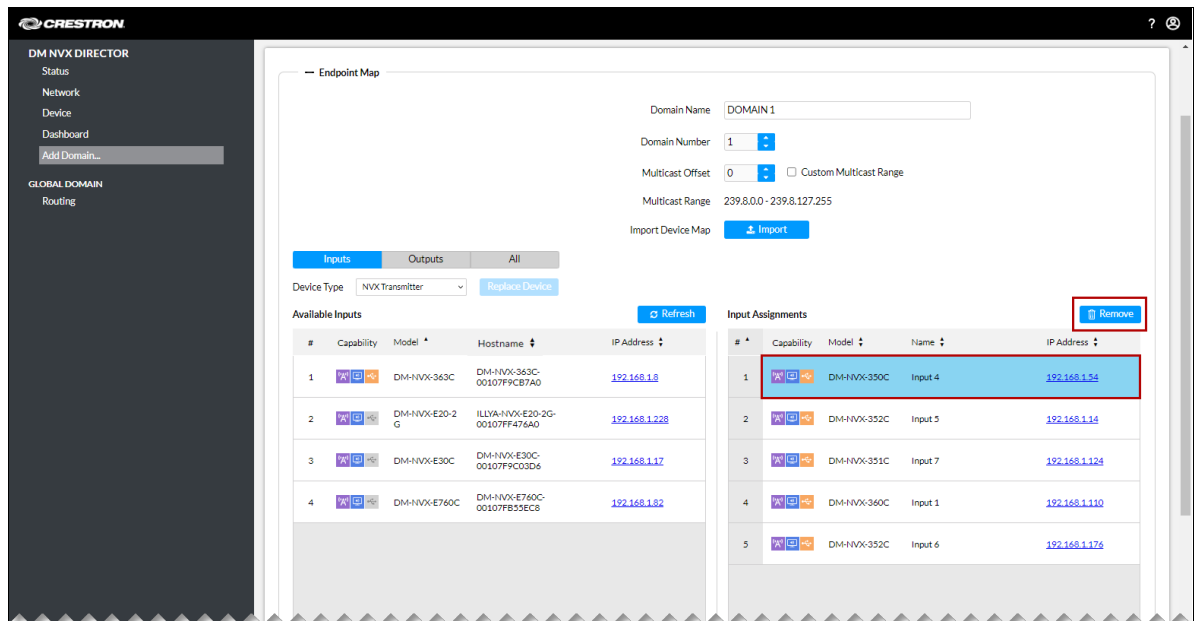 CRESTRON
?
DM NVX DIRECTOR
Status
Network
Device
Dashboard
Add Domain...
GLOBAL DOMAIN
Routing
Endpoint Map
Domain Name DOMAIN 1
Domain Number 1
Multicast Offset 0 Custom Multicast Range
Multicast Range 239.8.0.0 - 239.8.127.255
Import Device Map Import
Inputs Outputs All
Device Type NVX Transmitter Replace Device
Available Inputs Refresh
# Capability Model Hostname IP Address
1 DM-NVX-363C DM-NVX-363C-
00107F9CB7A0 192.168.1.8
2 DM-NVX-E20-2
G ILLYA-NVX-E20-2G-
00107FF476A0 192.168.1.228
3 DM-NVX-E30C DM-NVX-E30C-
00107F9C03D6 192.168.1.17
4 DM-NVX-E760C DM-NVX-E760C-
00107FB55EC8 192.168.1.82
Input Assignments Remove
# Capability Model Name IP Address
1 DM-NVX-350C Input 4 192.168.1.54
2 DM-NVX-352C Input 5 192.168.1.14
3 DM-NVX-351C Input 7 192.168.1.124
4 DM-NVX-360C Input 1 192.168.1.110
5 DM-NVX-352C Input 6 192.168.1.176